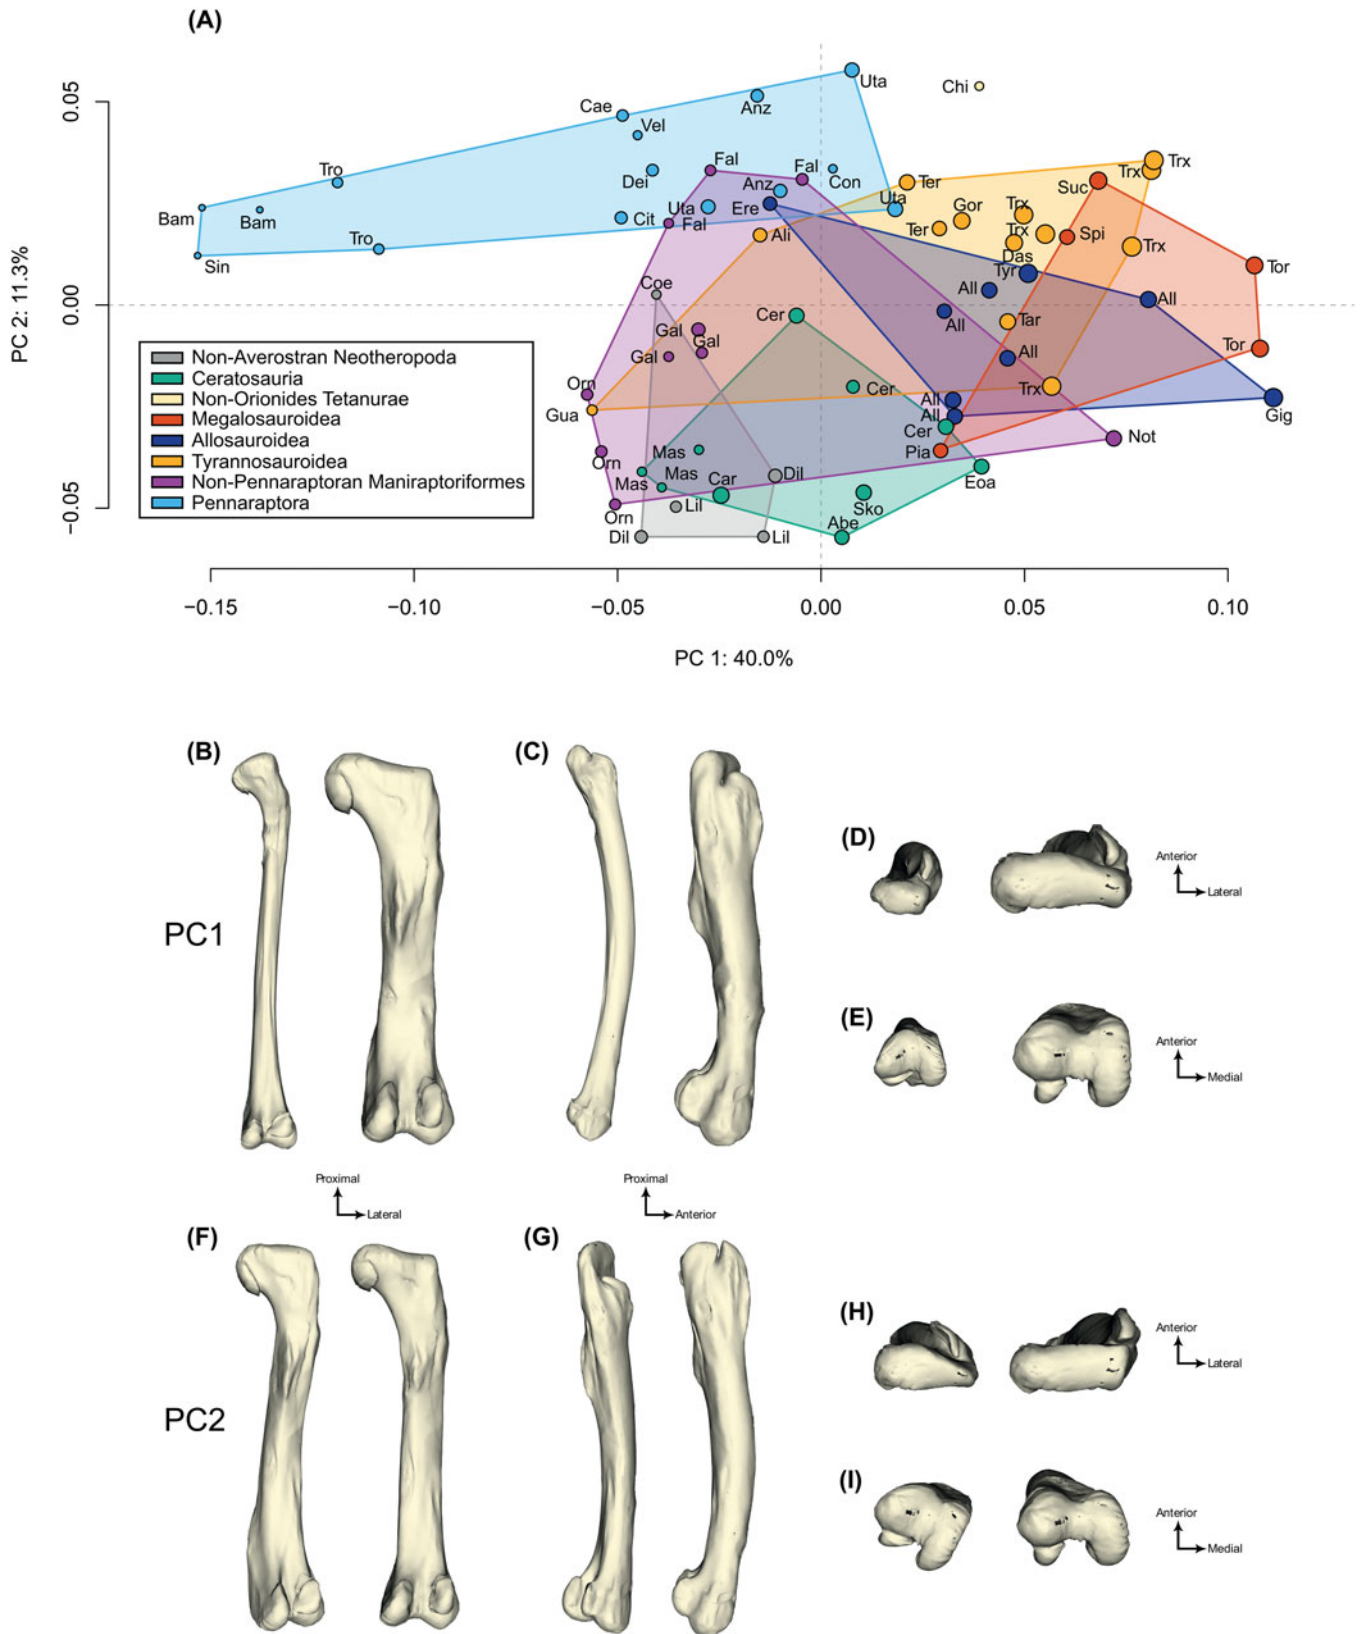 (A)
PC 2: 11.3%
0.05
0.00
−0.05
Uta
Chi
Cae
Anz
Vel
Tro
Fal
Fal
Con
Ter
Trx
Trx
Suc
Dei
Anz
Bam
Bam
Uta
Ere
Uta
Gor
Trx
Cit
Fal
Ali
Ter
Trx
Spi
Tro
Das
Trx
Sin
Tyr
Tor
Coe
All
All
Cer
All
Tar
Gal
Gal
Gal
All
Tor
Orn
Cer
Trx
Gua
All
All
Gig
Cer
Not
Orn
Mas
Pia
Mas
Mas
Car
Dil
Eoa
Orn
Lil
Sko
Dil
Lil
Abe
Non-Averostran Neotheropoda
Ceratosauria
Non-Orionides Tetanurae
Megalosauroidea
Allosauroidea
Tyrannosauroidea
Non-Pennaraptoran Maniraptoriformes
Pennaraptora
−0.15 −0.10 −0.05 0.00 0.05 0.10
PC 1: 40.0%
(B)
(C)
(D)
Anterior
Lateral
PC1
(E)
Anterior
Medial
Proximal
Lateral
Proximal
Anterior
(F)
(G)
(H)
Anterior
Lateral
PC2
(I)
Anterior
Medial